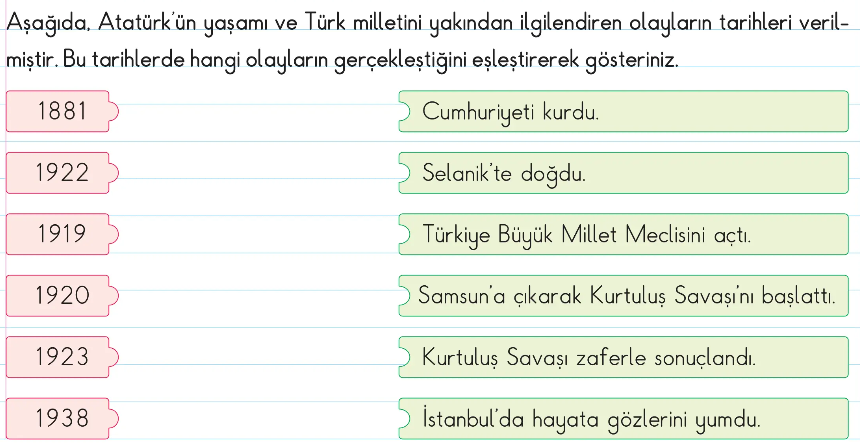 Aşağıda, Atatürk'ün yaşamı ve Türk milletini yakından ilgilendiren olayların tarihleri veril-
miştir. Bu tarihlerde hangi olayların gerçekleştiğini eşleştirerek gösteriniz.
1881 Cumhuriyeti kurdu.
1922 Selanik'te doğdu.
1919 Türkiye Büyük Millet Meclisini açtı.
1920 Samsun'a çıkarak Kurtuluş Savaşı'nı başlattı.
1923 Kurtuluş Savaşı zaferle sonuçlandı.
1938 İstanbul'da hayata gözlerini yumdu.